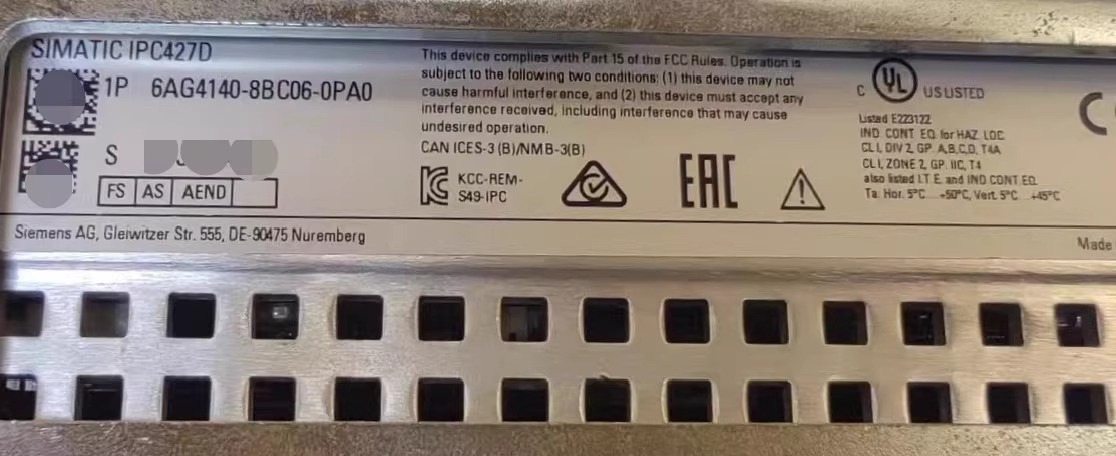 SIMATIC IPC427D
1P 6AG4140-8BC06-0PA0
S
FS AS AEND
This device complies with Part 15 of the FCC Rules. Operation is
subject to the following two conditions: (1) this device may not
cause harmful interference, and (2) this device must accept any
interference received, including interference that may cause
undesired operation.
CAN ICES-3 (B)/NMB-3(B)
KCC-REM-
S49-IPC
EAC
C UL US LISTED
Listed E223122
IND. CONT. EQ. for HAZ. LOC.
CL I, DIV 2, GP. A,B,C,D, T4A
CL I, ZONE 2, GP. IIC, T4
also listed I.T.E. and IND CONT.EQ.
Ta: Hor. 5°C...+50°C, Vert. 5°C...+45°C
Siemens AG, Gleiwitzer Str. 555, DE-90475 Nuremberg
Made